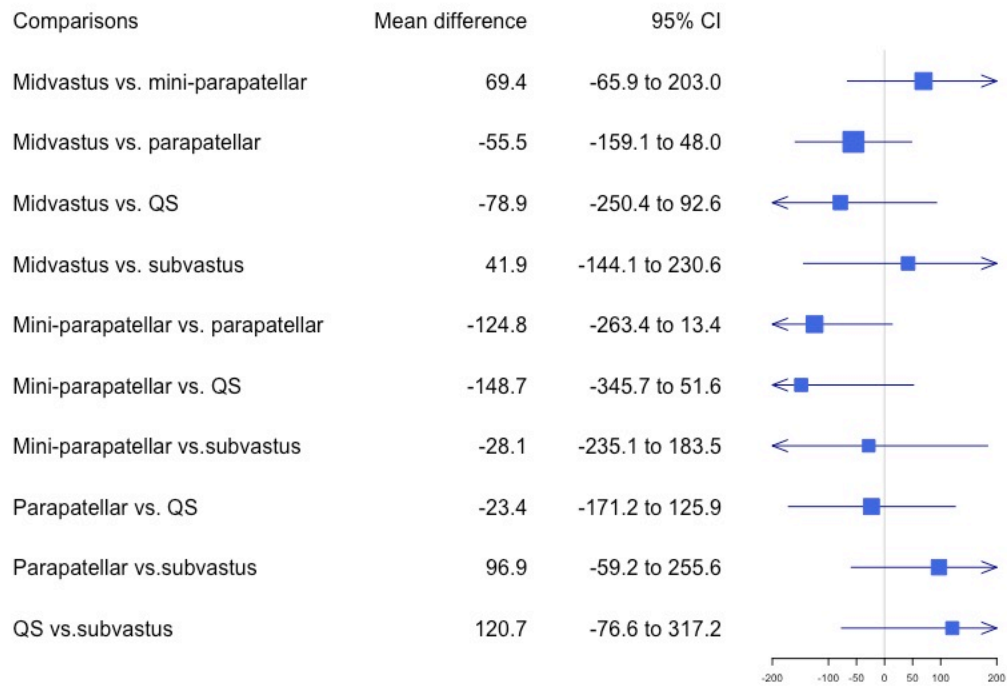 Comparisons Mean difference 95% CI
Midvastus vs. mini-parapatellar 69.4 -65.9 to 203.0
Midvastus vs. parapatellar -55.5 -159.1 to 48.0
Midvastus vs. QS -78.9 -250.4 to 92.6
Midvastus vs. subvastus 41.9 -144.1 to 230.6
Mini-parapatellar vs. parapatellar -124.8 -263.4 to 13.4
Mini-parapatellar vs. QS -148.7 -345.7 to 51.6
Mini-parapatellar vs.subvastus -28.1 -235.1 to 183.5
Parapatellar vs. QS -23.4 -171.2 to 125.9
Parapatellar vs.subvastus 96.9 -59.2 to 255.6
QS vs.subvastus 120.7 -76.6 to 317.2
-200 -100 -50 0 50 100 200